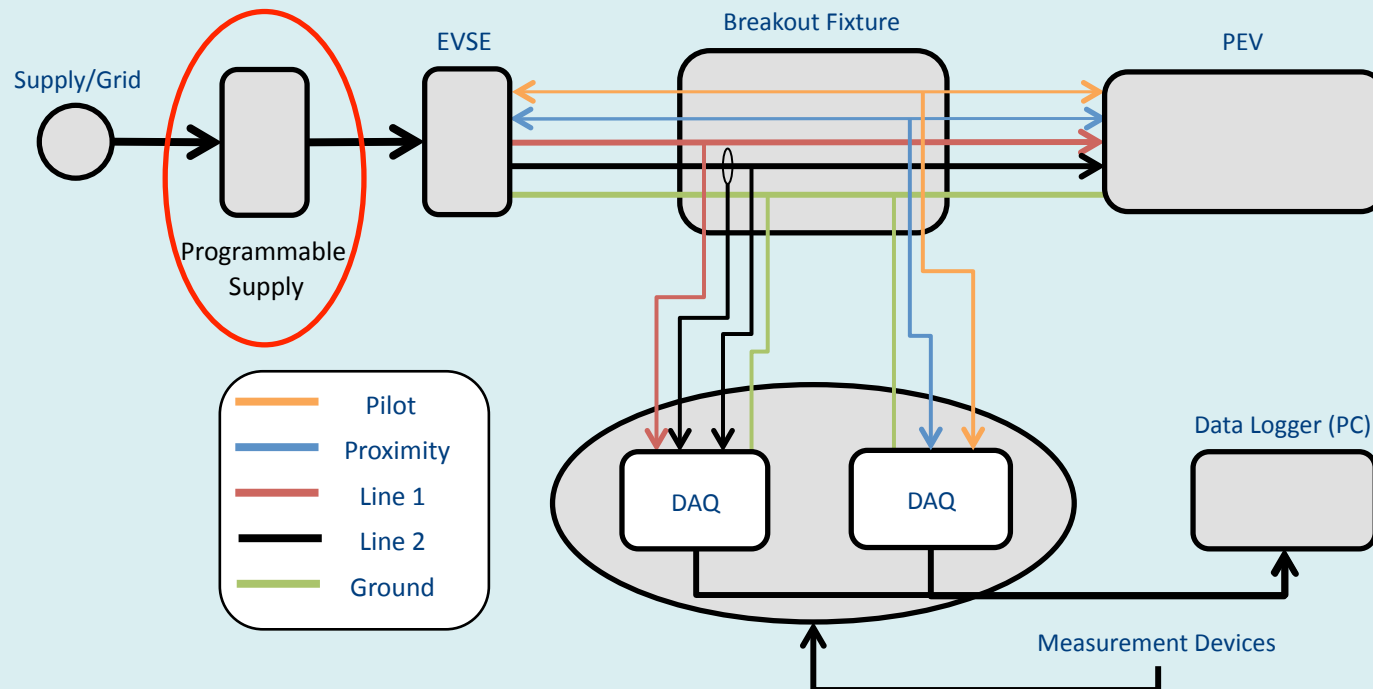 Breakout Fixture
EVSE
PEV
Supply/Grid
Programmable
Supply
Pilot
Proximity
Line 1
Line 2
Ground
DAQ
DAQ
Data Logger (PC)
Measurement Devices